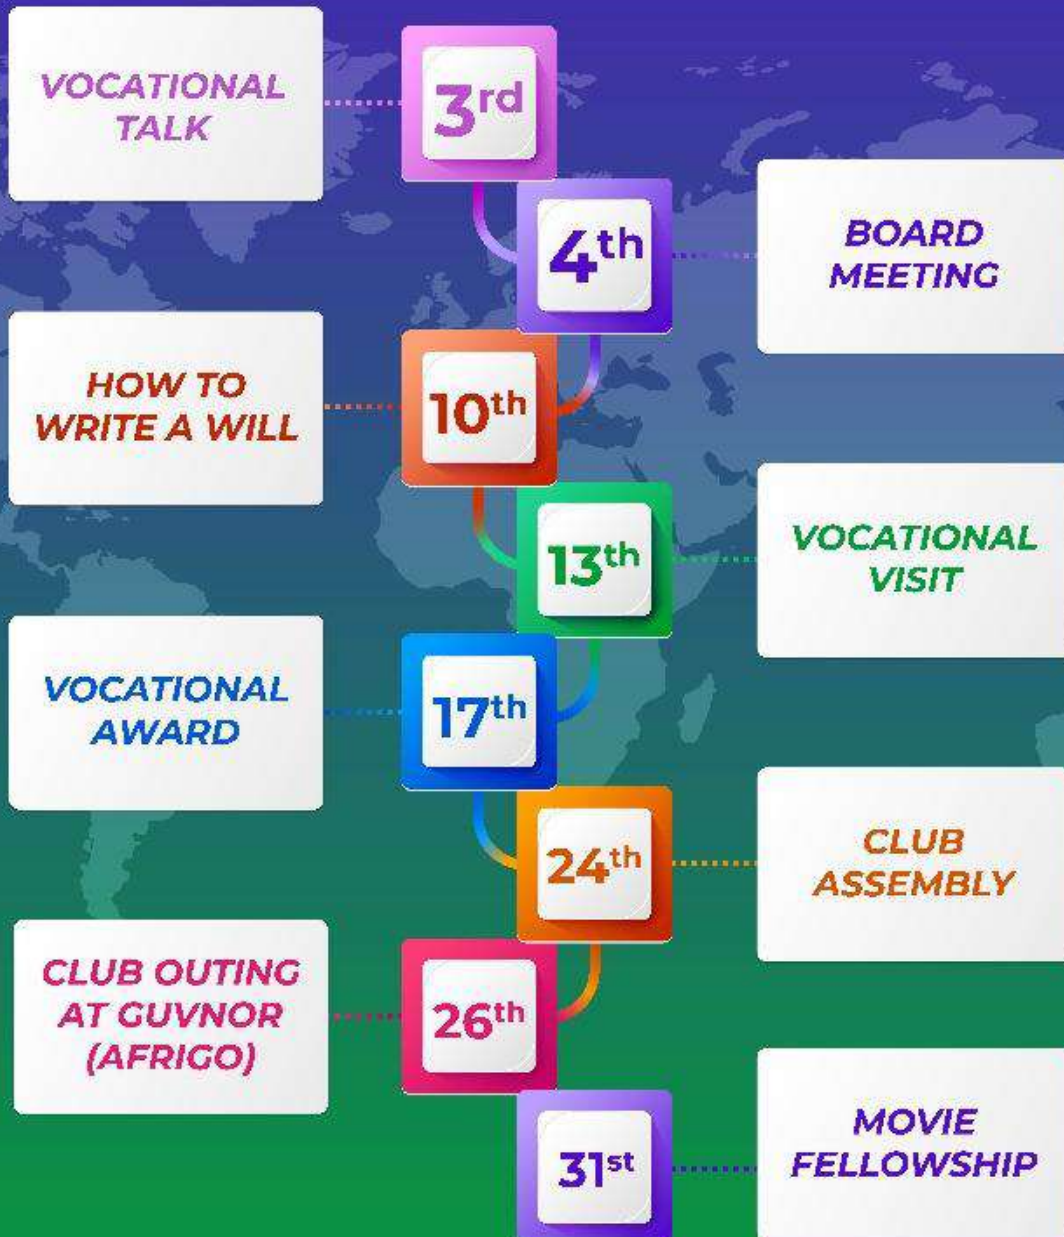 VOCATIONAL
TALK
3rd
4th
BOARD
MEETING
HOW TO
WRITE A WILL
10th
13th
VOCATIONAL
VISIT
VOCATIONAL
AWARD
17th
24th
CLUB
ASSEMBLY
CLUB OUTING
AT GUVNOR
(AFRIGO)
26th
31st
MOVIE
FELLOWSHIP